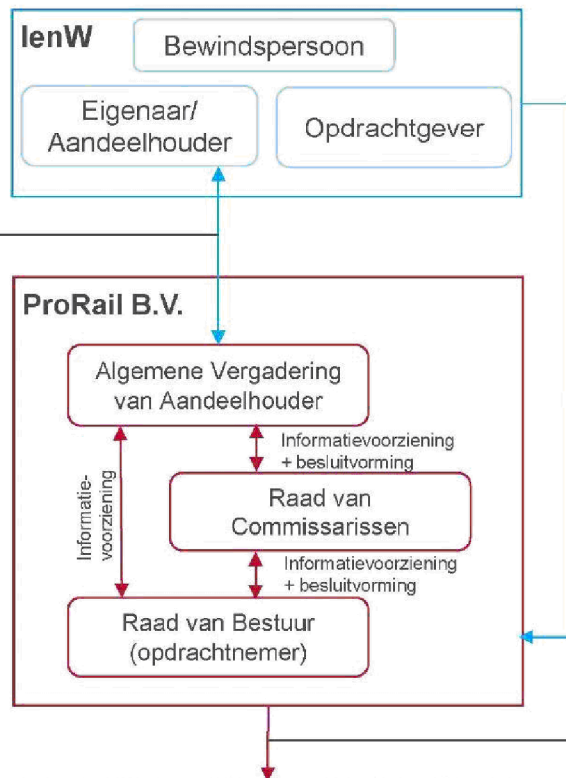 IenW
Bewindspersoon
Eigenaar/
Aandeelhouder
Opdrachtgever
ProRail B.V.
Algemene Vergadering
van Aandeelhouder
Informatievoorziening
+ besluitvorming
Informatie-
voorziening
Raad van
Commissarissen
Informatievoorziening
+ besluitvorming
Raad van Bestuur
(opdrachtnemer)